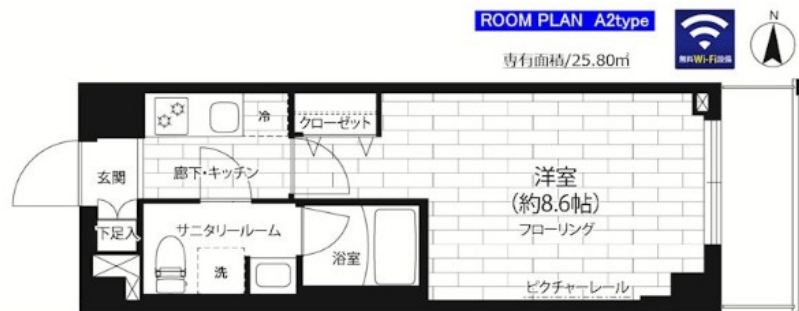 ROOM PLAN A2type
無料Wi-Fi設備
N
専有面積/25.80㎡
冷
クローゼット
玄関
廊下・キッチン
洋室
(約8.6帖)
フローリング
下足入
サニタリールーム
浴室
洗
ピクチャーレール